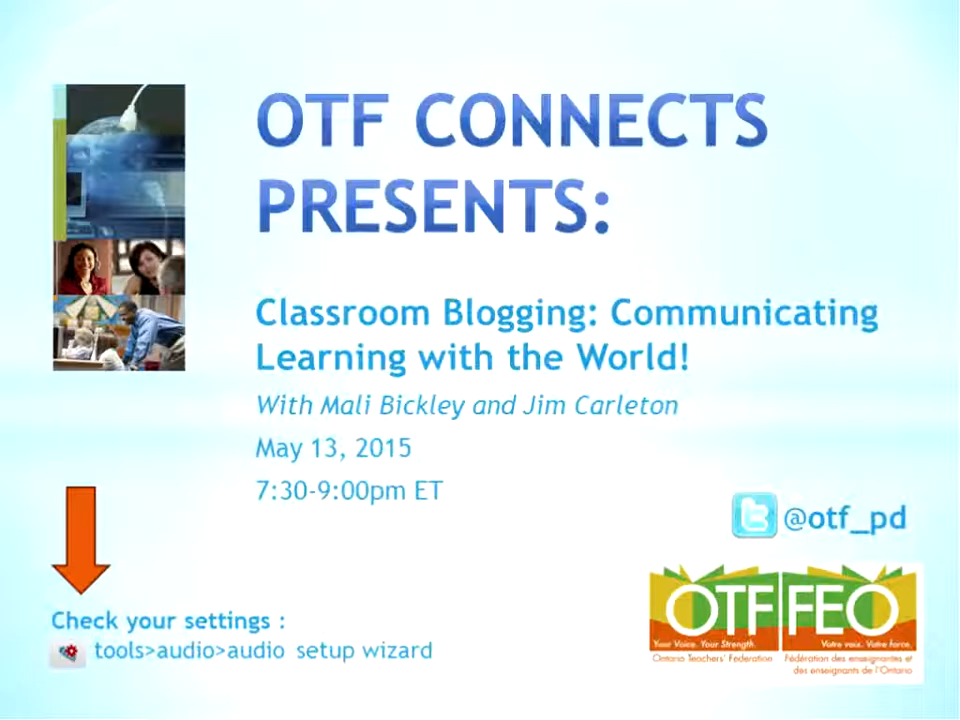 OTF CONNECTS
PRESENTS:
Classroom Blogging: Communicating
Learning with the World!
With Mali Bickley and Jim Carleton
May 13, 2015
7:30-9:00pm ET
@otf_pd
Check your settings :
tools>audio>audio setup wizard
OTF FEO
Your Voice. Your Strength. Votre voix. Votre force.
Ontario Teachers' Federation Fédération des enseignantes et
des enseignants de l'Ontario